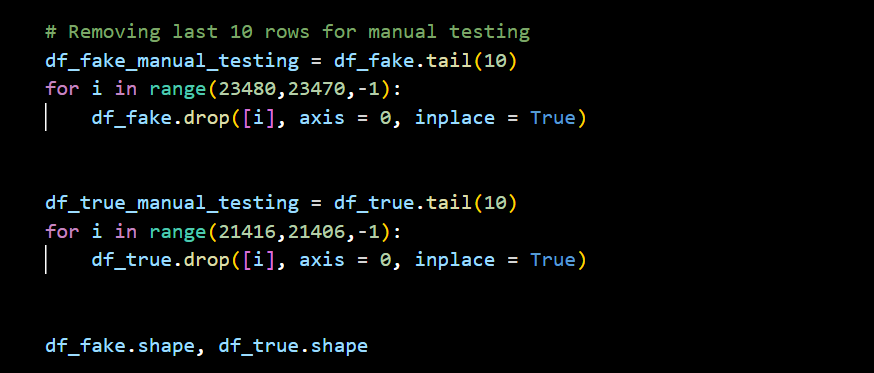 # Removing last 10 rows for manual testing
df_fake_manual_testing = df_fake.tail(10)
for i in range(23480,23470,-1):
    df_fake.drop([i], axis = 0, inplace = True)
df_true_manual_testing = df_true.tail(10)
for i in range(21416,21406,-1):
    df_true.drop([i], axis = 0, inplace = True)
df_fake.shape, df_true.shape